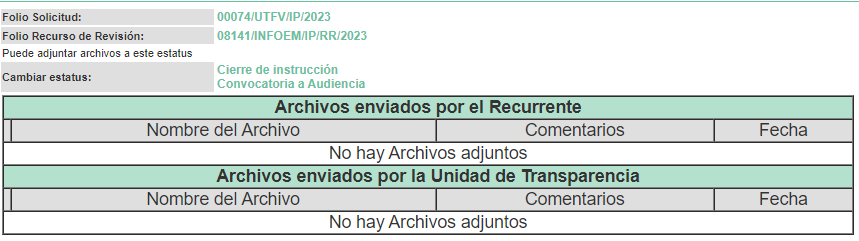 Folio Solicitud: 00074/UTFV/IP/2023
Folio Recurso de Revisión: 08141/INFOEM/IP/RR/2023
Puede adjuntar archivos a este estatus
Cambiar estatus: Cierre de instrucción
Convocatoria a Audiencia
Archivos enviados por el Recurrente
Nombre del Archivo Comentarios Fecha
No hay Archivos adjuntos
Archivos enviados por la Unidad de Transparencia
Nombre del Archivo Comentarios Fecha
No hay Archivos adjuntos